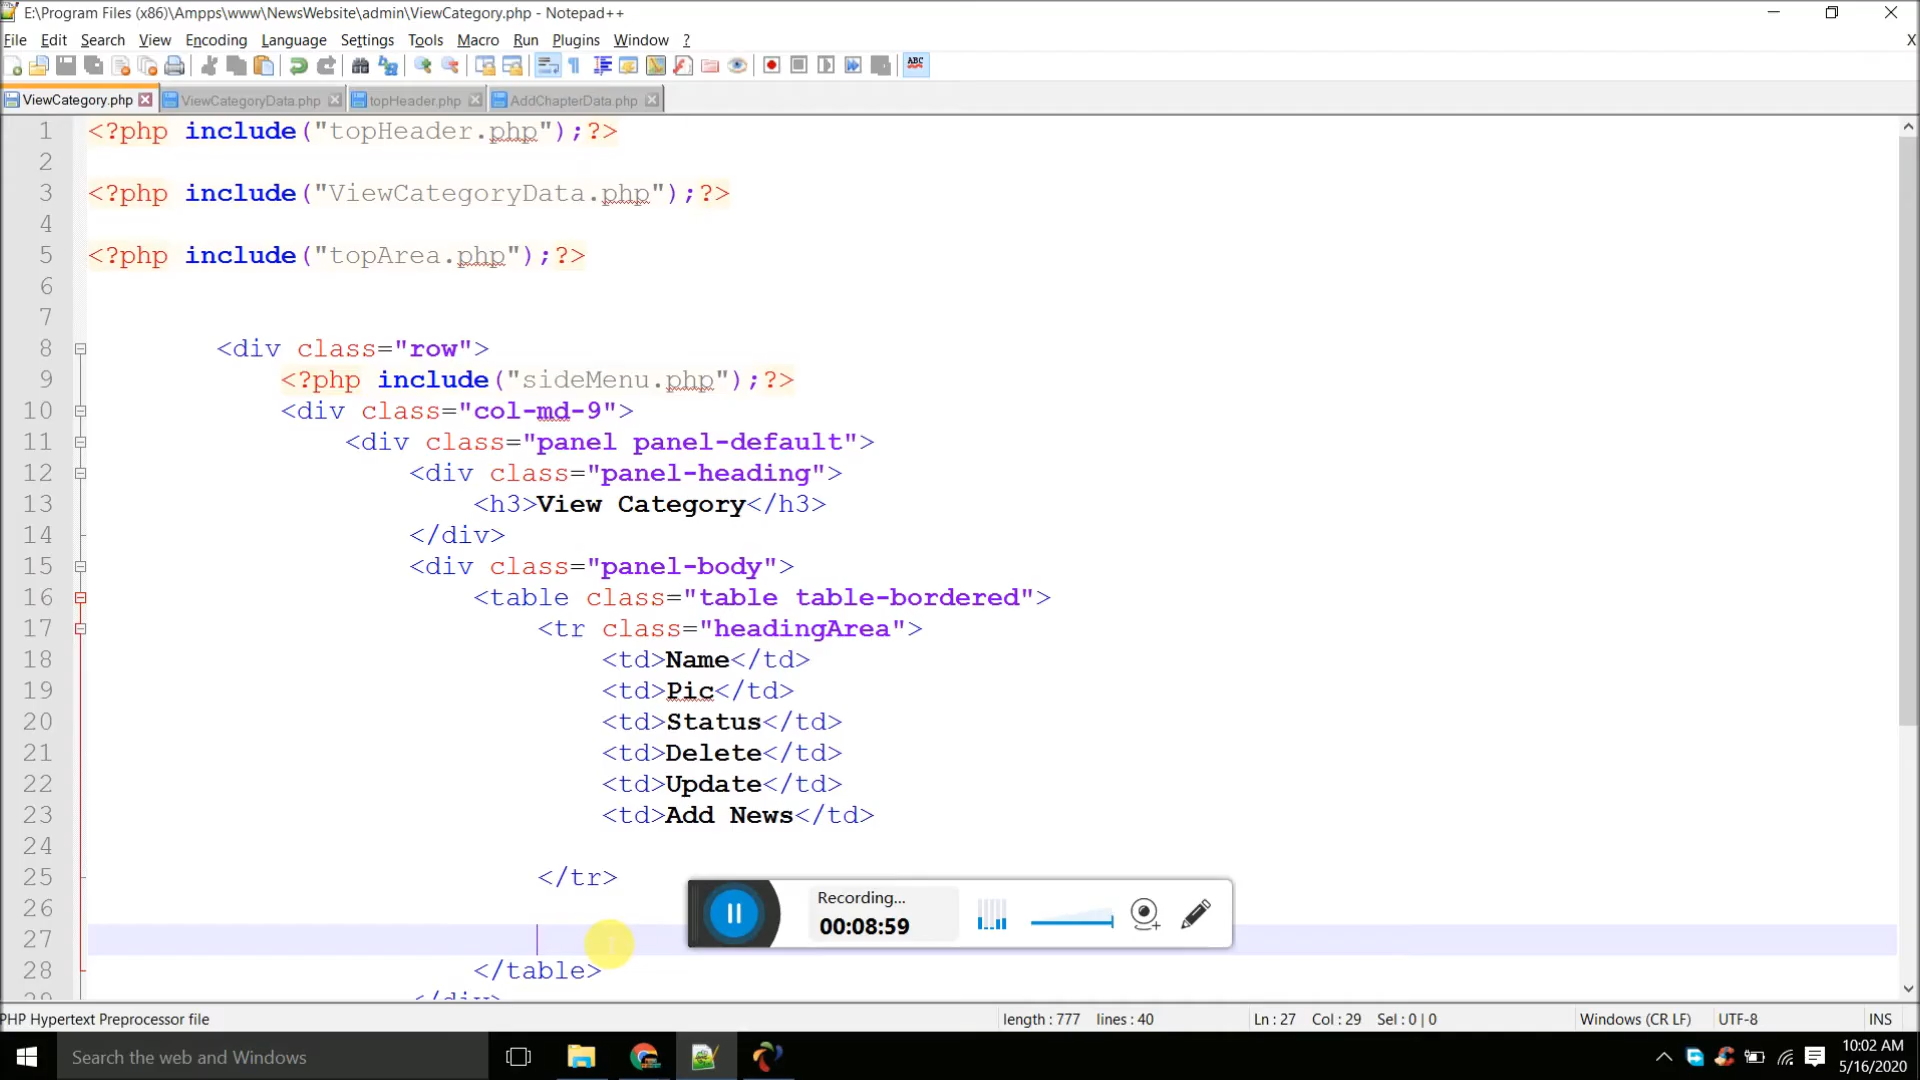 E:\Program Files (x86)\Ampps\www\NewsWebsite\admin\ViewCategory.php - Notepad++
File Edit Search View Encoding Language Settings Tools Macro Run Plugins Window ? X
ABC
ViewCategory.php ViewCategoryData.php topHeader.php AddChapterData.php
1 <?php include("topHeader.php");?>
2
3 <?php include("ViewCategoryData.php");?>
4
5 <?php include("topArea.php");?>
6
7
8 <div class="row">
9 <?php include("sideMenu.php");?>
10 <div class="col-md-9">
11 <div class="panel panel-default">
12 <div class="panel-heading">
13 <h3>View Category</h3>
14 </div>
15 <div class="panel-body">
16 <table class="table table-bordered">
17 <tr class="headingArea">
18 <td>Name</td>
19 <td>Pic</td>
20 <td>Status</td>
21 <td>Delete</td>
22 <td>Update</td>
23 <td>Add News</td>
24
25 </tr>
26
27
28 </table>
29 </div>
Recording...
00:08:59
PHP Hypertext Preprocessor file length : 777 lines : 40 Ln : 27 Col : 29 Sel : 0 | 0 Windows (CR LF) UTF-8 INS
Search the web and Windows
10:02 AM
5/16/2020